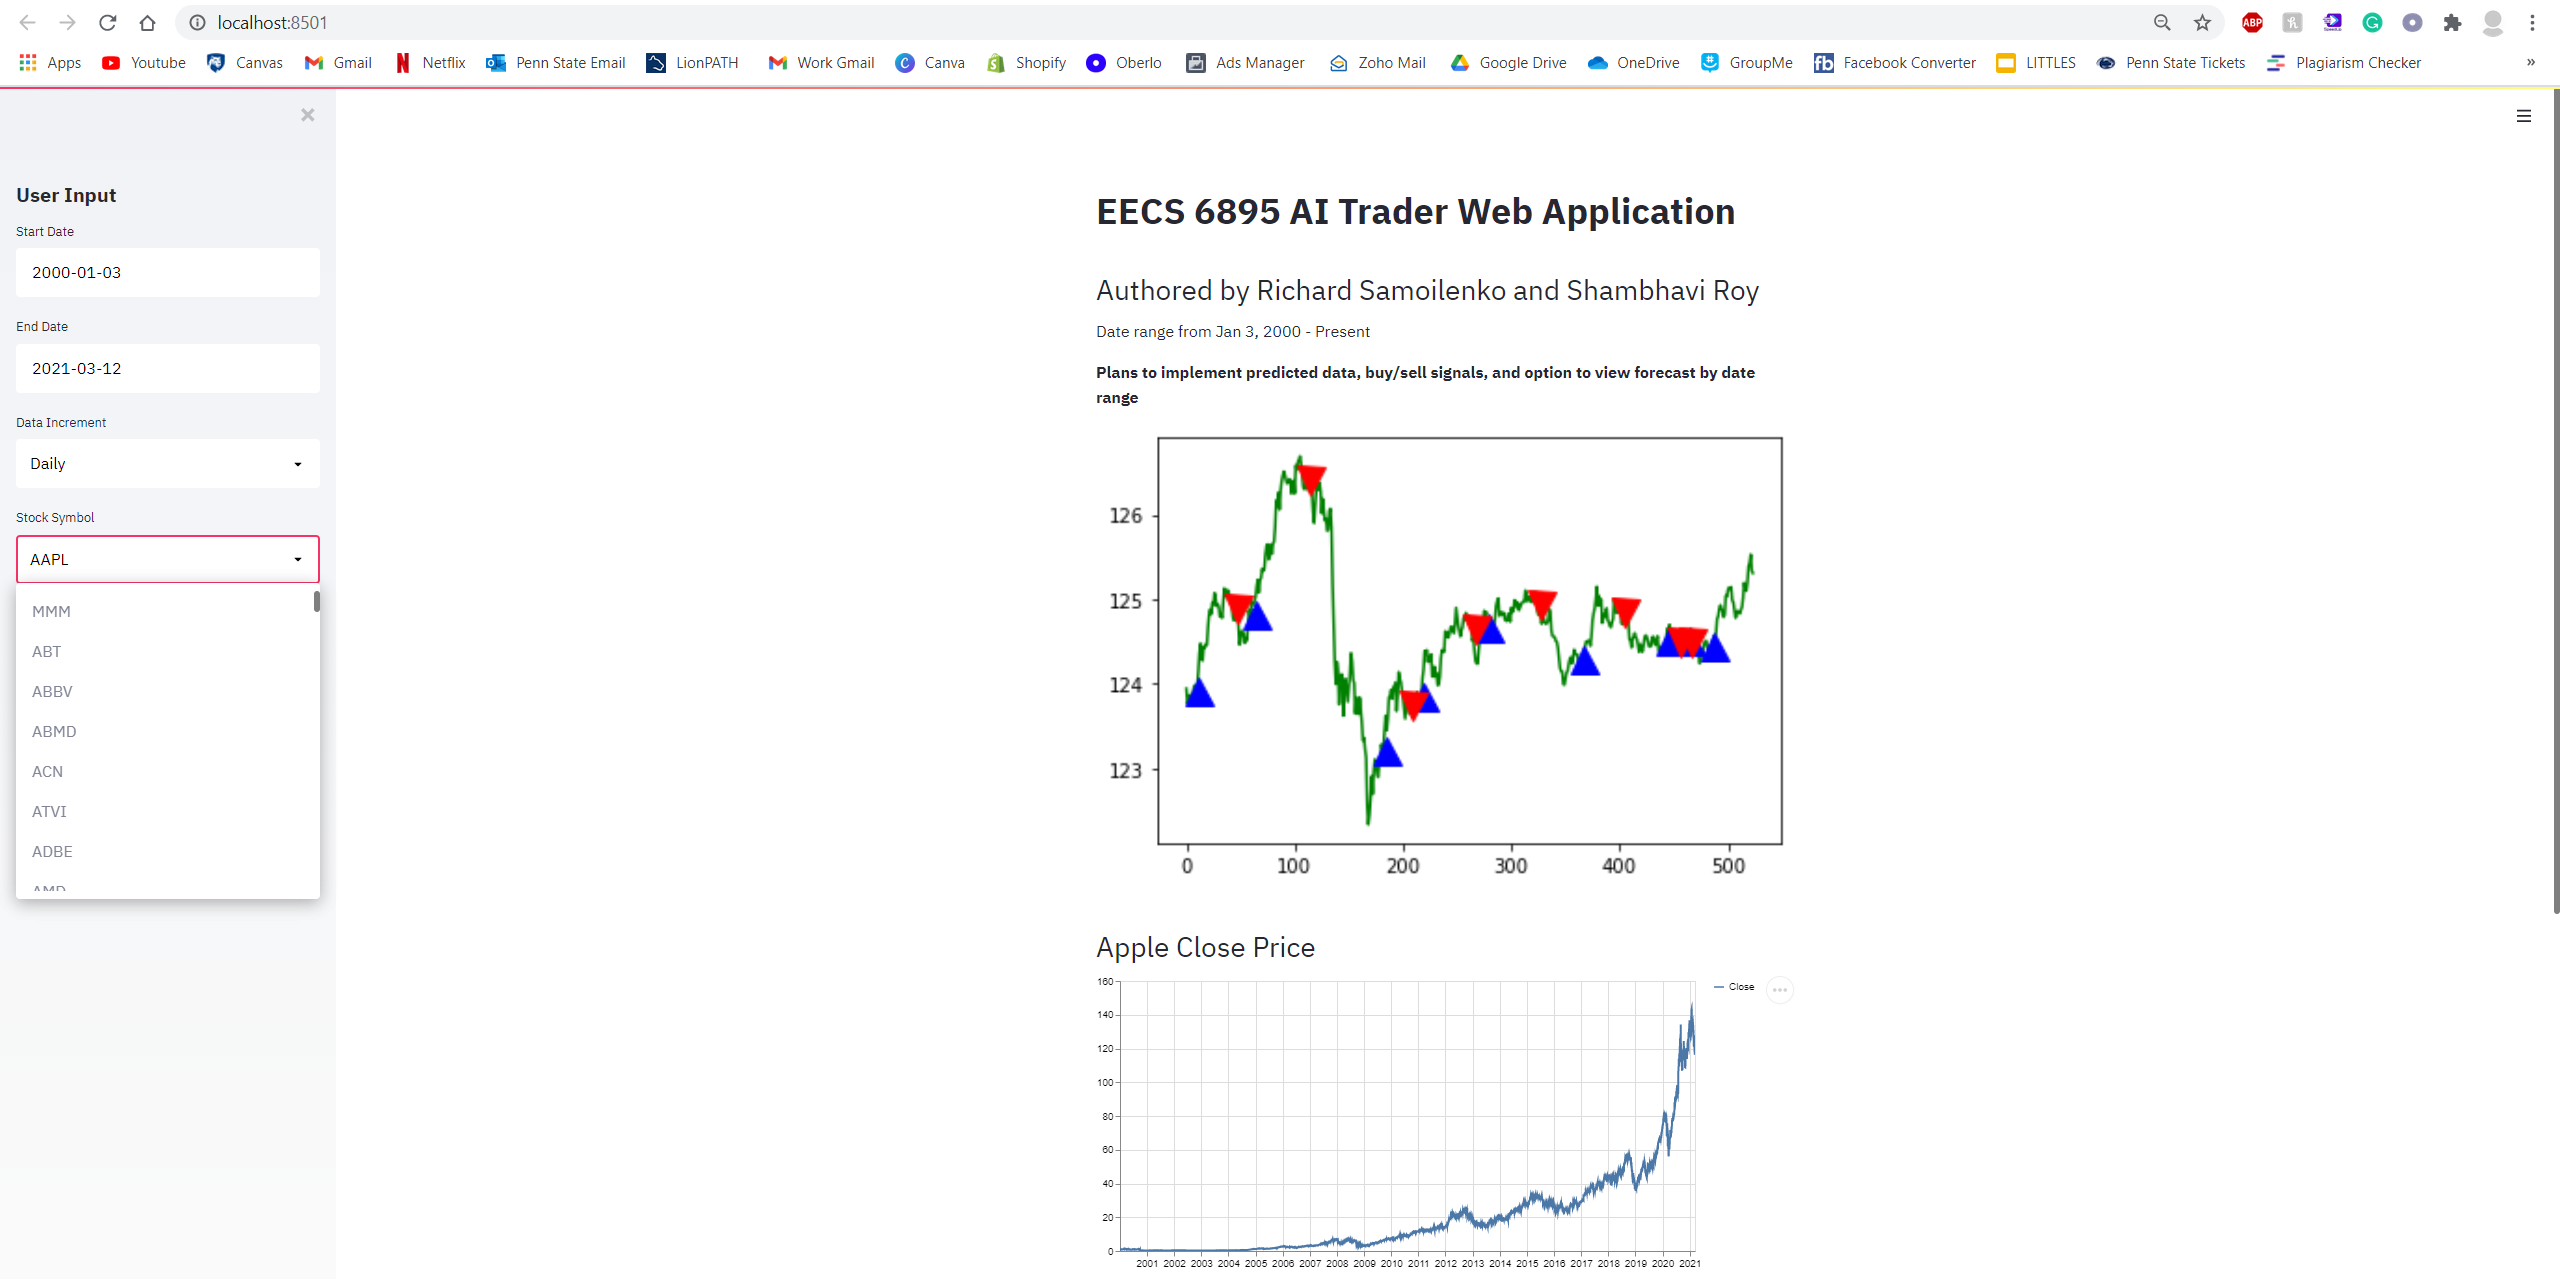 localhost:8501
ABP
Apps Youtube Canvas Gmail Netflix Penn State Email LionPATH Work Gmail Canva Shopify Oberlo Ads Manager Zoho Mail Google Drive OneDrive GroupMe Facebook Converter LITTLES Penn State Tickets Plagiarism Checker »
User Input
Start Date
2000-01-03
End Date
2021-03-12
Data Increment
Daily
Stock Symbol
AAPL
MMM
ABT
ABBV
ABMD
ACN
ATVI
ADBE
AMD
EECS 6895 AI Trader Web Application
Authored by Richard Samoilenko and Shambhavi Roy
Date range from Jan 3, 2000 - Present
Plans to implement predicted data, buy/sell signals, and option to view forecast by date
range
126
125
124
123
0 100 200 300 400 500
Apple Close Price
Close
160
140
120
100
80
60
40
20
0
2001 2002 2003 2004 2005 2006 2007 2008 2009 2010 2011 2012 2013 2014 2015 2016 2017 2018 2019 2020 2021